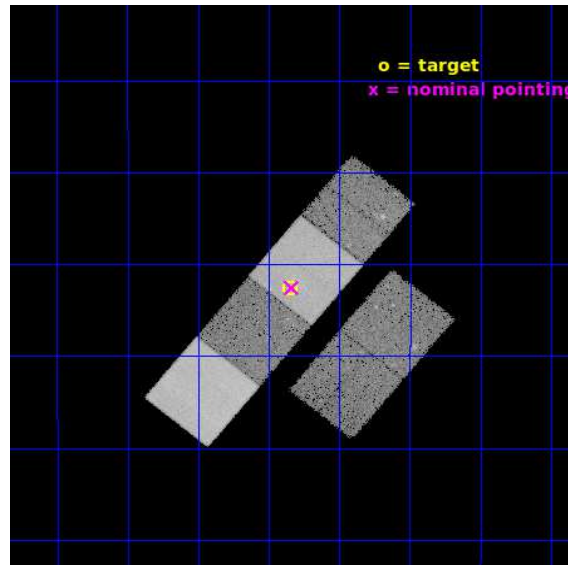 o = target
x = nominal pointing